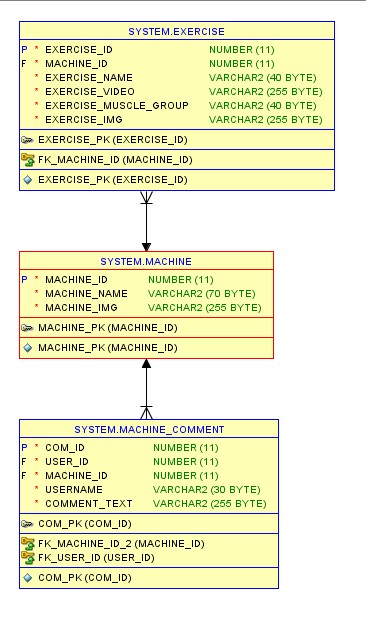 SYSTEM.EXERCISE
P * EXERCISE_ID NUMBER (11)
F * MACHINE_ID NUMBER (11)
* EXERCISE_NAME VARCHAR2 (40 BYTE)
* EXERCISE_VIDEO VARCHAR2 (255 BYTE)
* EXERCISE_MUSCLE_GROUP VARCHAR2 (40 BYTE)
* EXERCISE_IMG VARCHAR2 (255 BYTE)
EXERCISE_PK (EXERCISE_ID)
FK_MACHINE_ID (MACHINE_ID)
EXERCISE_PK (EXERCISE_ID)
SYSTEM.MACHINE
P * MACHINE_ID NUMBER (11)
* MACHINE_NAME VARCHAR2 (70 BYTE)
* MACHINE_IMG VARCHAR2 (255 BYTE)
MACHINE_PK (MACHINE_ID)
MACHINE_PK (MACHINE_ID)
SYSTEM.MACHINE_COMMENT
P * COM_ID NUMBER (11)
F * USER_ID NUMBER (11)
F * MACHINE_ID NUMBER (11)
* USERNAME VARCHAR2 (30 BYTE)
* COMMENT_TEXT VARCHAR2 (255 BYTE)
COM_PK (COM_ID)
FK_MACHINE_ID_2 (MACHINE_ID)
FK_USER_ID (USER_ID)
COM_PK (COM_ID)